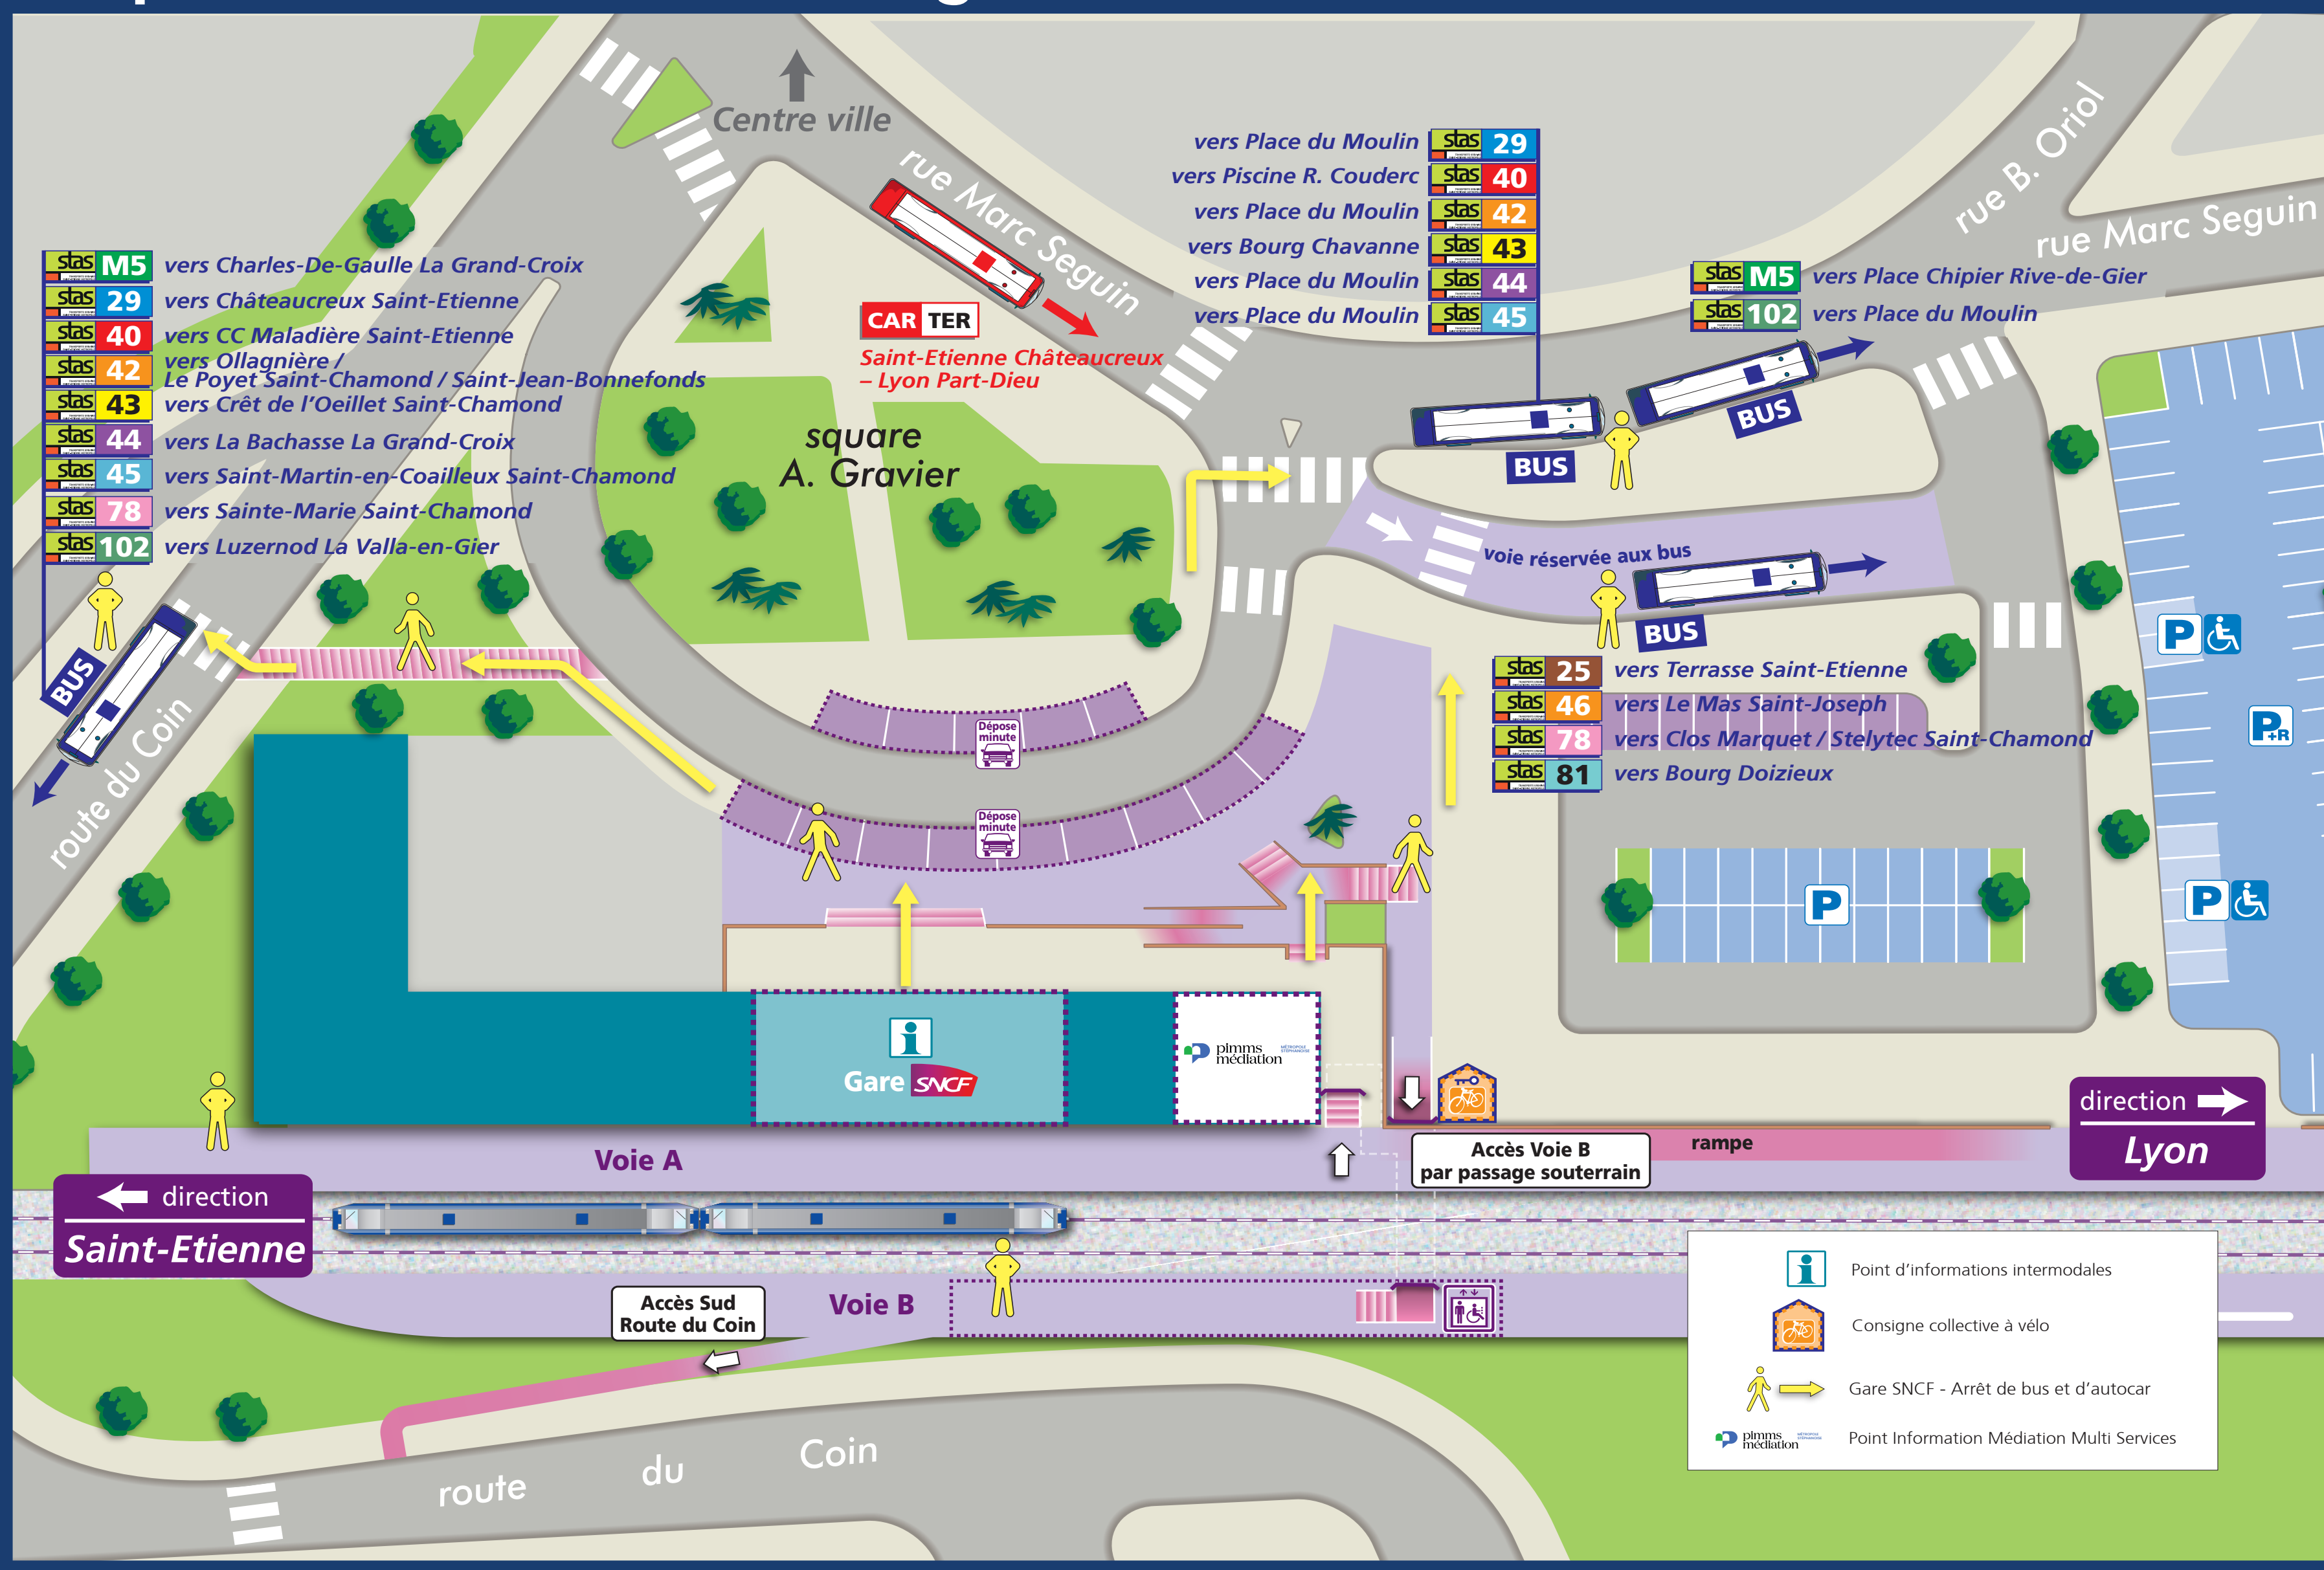 Centre ville
rue Marc Seguin
rue B. Oriol
rue Marc Seguin
stas M5 vers Charles-De-Gaulle La Grand-Croix
stas 29 vers Châteaucreux Saint-Etienne
stas 40 vers CC Maladière Saint-Etienne
stas 42 vers Ollagnière /
Le Poyet Saint-Chamond / Saint-Jean-Bonnefonds
stas 43 vers Crêt de l'Oeillet Saint-Chamond
stas 44 vers La Bachasse La Grand-Croix
stas 45 vers Saint-Martin-en-Coailleux Saint-Chamond
stas 78 vers Sainte-Marie Saint-Chamond
stas 102 vers Luzernod La Valla-en-Gier
BUS
route du Coin
CAR TER
Saint-Etienne Châteaucreux
– Lyon Part-Dieu
square
A. Gravier
vers Place du Moulin stas 29
vers Piscine R. Couderc stas 40
vers Place du Moulin stas 42
vers Bourg Chavanne stas 43
vers Place du Moulin stas 44
vers Place du Moulin stas 45
BUS
stas M5 vers Place Chipier Rive-de-Gier
stas 102 vers Place du Moulin
BUS
voie réservée aux bus
BUS
stas 25 vers Terrasse Saint-Etienne
stas 46 vers Le Mas Saint-Joseph
stas 78 vers Clos Marquet / Stelytec Saint-Chamond
stas 81 vers Bourg Doizieux
P
P+R
P
P
Dépose
minute
Dépose
minute
i
Gare SNCF
pimms
médiation
MÉTROPOLE
STÉPHANOISE
Voie A
Accès Voie B
par passage souterrain
rampe
direction
Lyon
direction
Saint-Etienne
Accès Sud
Route du Coin
Voie B
route du Coin
i Point d'informations intermodales
Consigne collective à vélo
Gare SNCF - Arrêt de bus et d'autocar
pimms
médiation
Point Information Médiation Multi Services